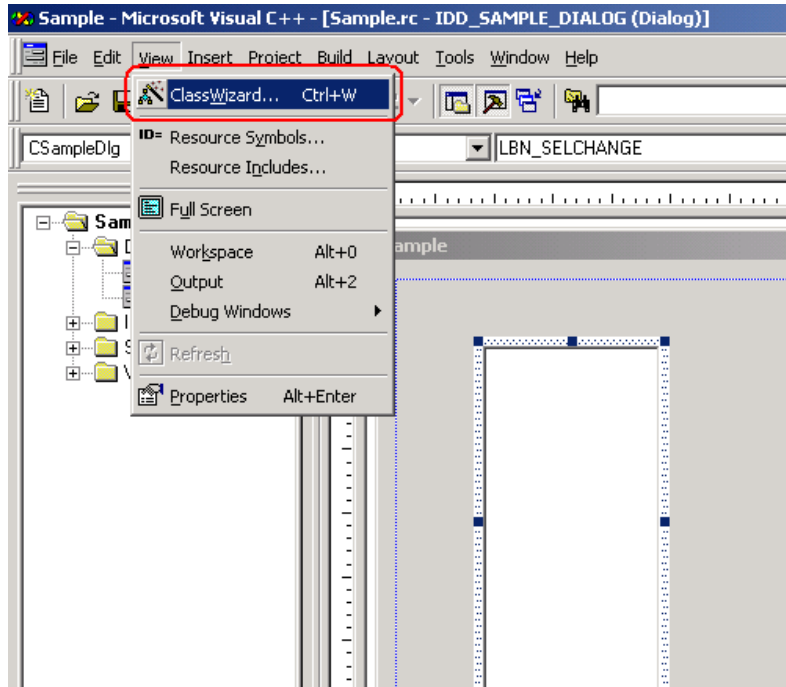 Sample - Microsoft Visual C++ - [Sample.rc - IDD_SAMPLE_DIALOG (Dialog)]
File Edit View Insert Project Build Layout Tools Window Help
ClassWizard... Ctrl+W
CSampleDlg
LBN_SELCHANGE
ID= Resource Symbols...
Resource Includes...
Full Screen
Workspace Alt+0
Output Alt+2
Debug Windows
Refresh
Properties Alt+Enter